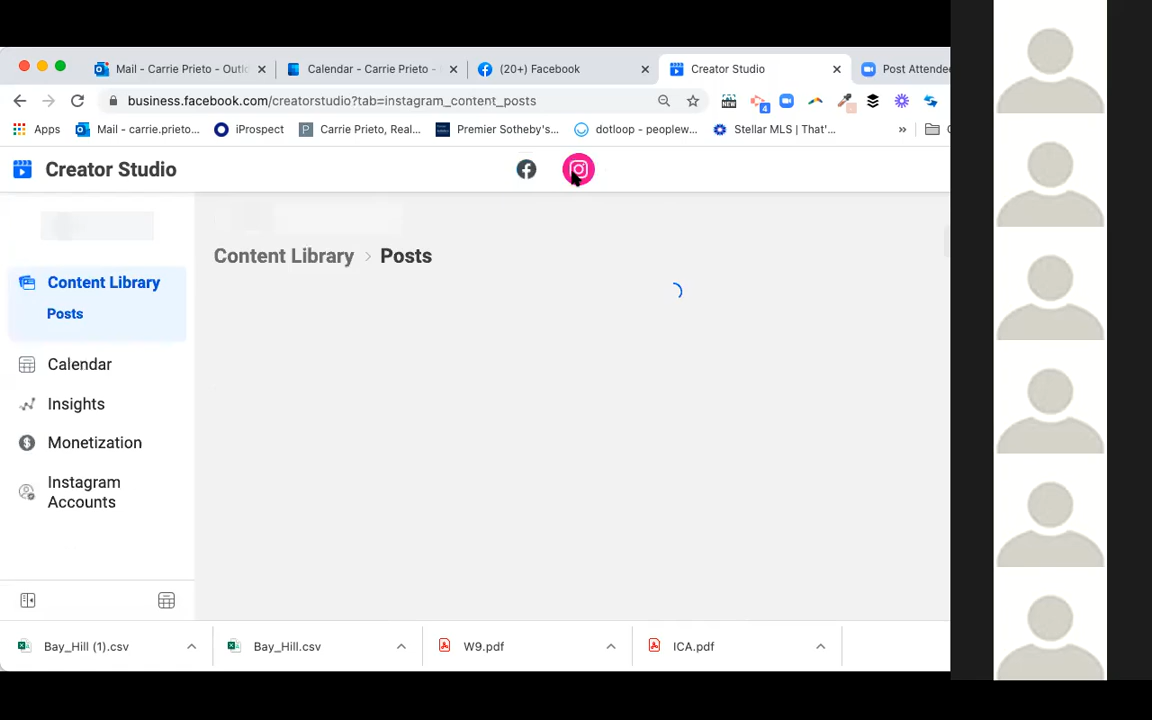 Mail - Carrie Prieto - Outlo
Calendar - Carrie Prieto -
(20+) Facebook
Creator Studio
Post Attende
business.facebook.com/creatorstudio?tab=instagram_content_posts
NEW
4
Apps
Mail - carrie.prieto...
iProspect
Carrie Prieto, Real...
Premier Sotheby's...
dotloop - peoplew...
Stellar MLS | That'...
»
Creator Studio
Content Library
Posts
Calendar
Insights
Monetization
Instagram
Accounts
Content Library > Posts
Bay_Hill (1).csv
Bay_Hill.csv
W9.pdf
ICA.pdf